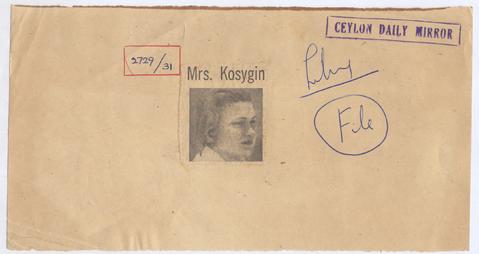 CEYLON DAILY MIRROR
2729/31
Mrs. Kosygin
File